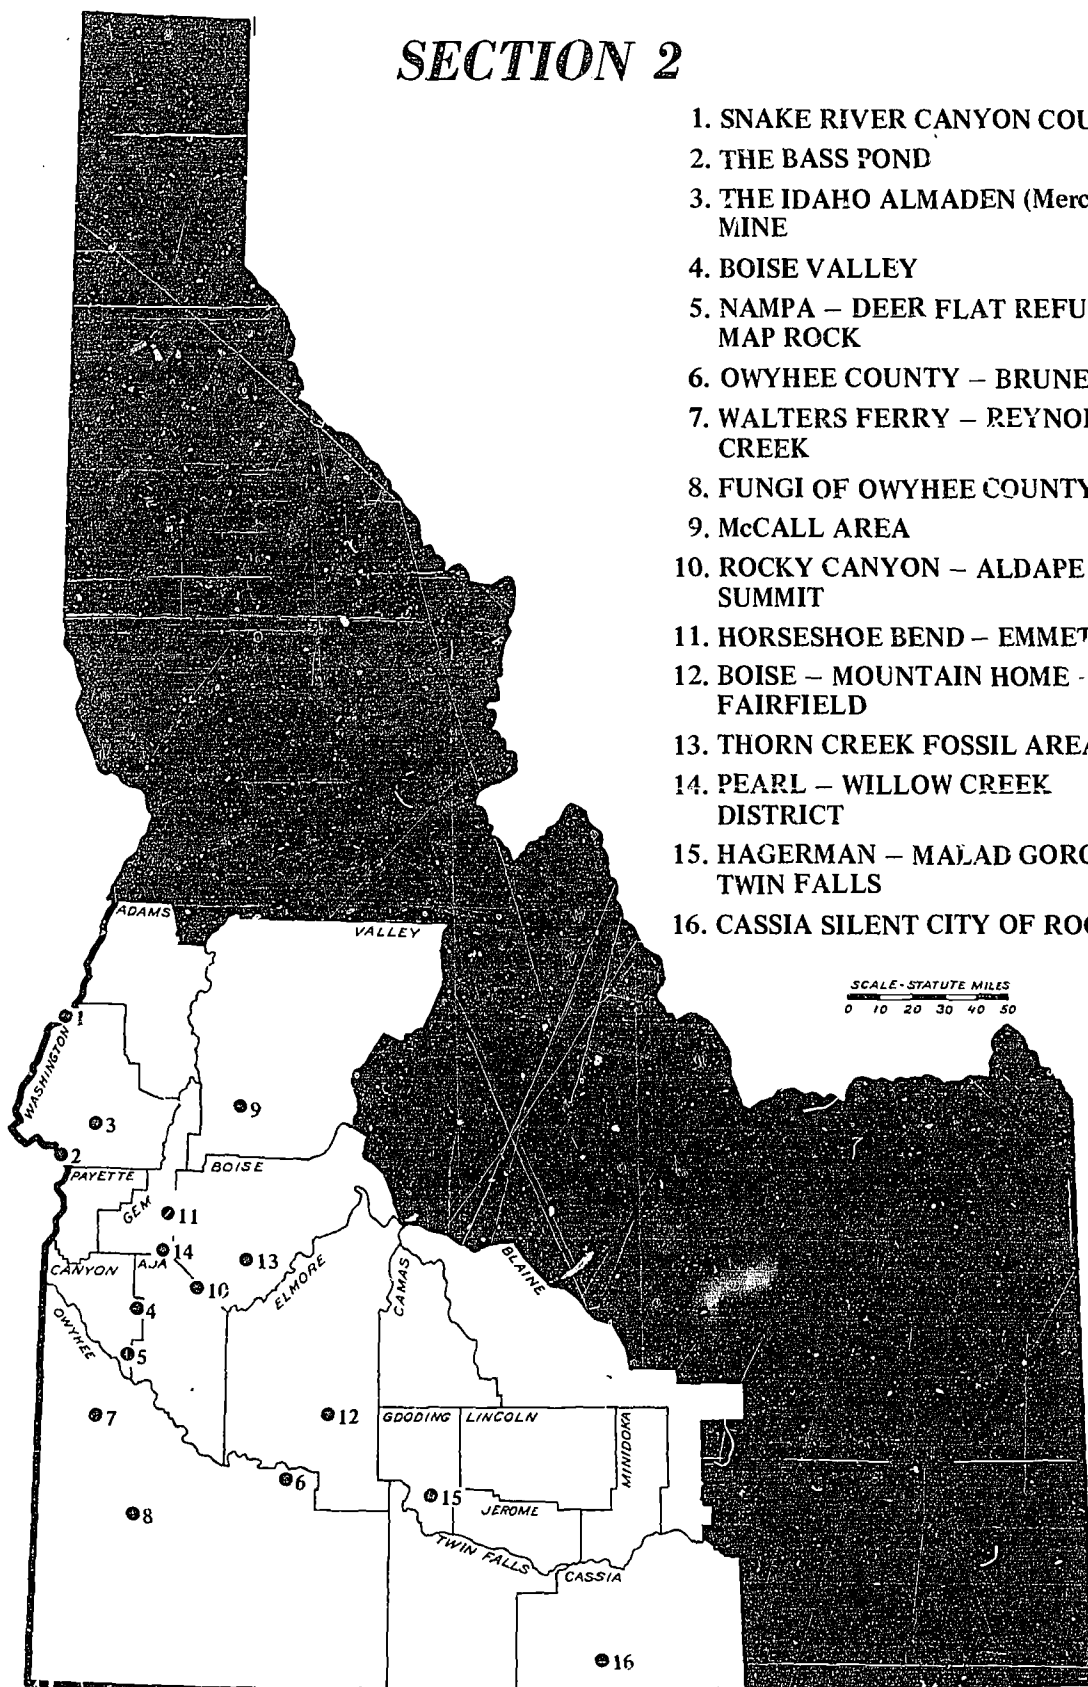 SECTION 2
1. SNAKE RIVER CANYON COU
2. THE BASS POND
3. THE IDAHO ALMADEN (Merc
MINE
4. BOISE VALLEY
5. NAMPA – DEER FLAT REFU
MAP ROCK
6. OWYHEE COUNTY – BRUNE
7. WALTERS FERRY – REYNOL
CREEK
8. FUNGI OF OWYHEE COUNTY
9. McCALL AREA
10. ROCKY CANYON – ALDAPE
SUMMIT
11. HORSESHOE BEND – EMMET
12. BOISE – MOUNTAIN HOME -
FAIRFIELD
13. THORN CREEK FOSSIL AREA
14. PEARL – WILLOW CREEK
DISTRICT
15. HAGERMAN – MALAD GORG
TWIN FALLS
16. CASSIA SILENT CITY OF ROC
SCALE-STATUTE MILES
0 10 20 30 40 50
ADAMS
VALLEY
1
WASHINGTON
9
3
2
PAYETTE
BOISE
GEM
11
14
13
CANYON
AJA
10
ELMORE
CAMAS
BLAINE
OWYHEE
4
5
7
12
GOODING
LINCOLN
MINIDOKA
6
15
8
JEROME
TWIN FALLS
CASSIA
16